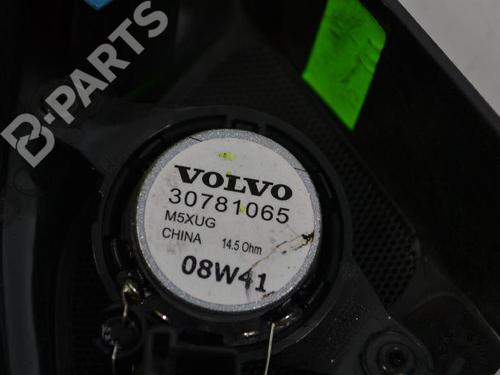 B-PARTS
VOLVO
30781065
M5XUG
CHINA 14.5 Ohm
08W41